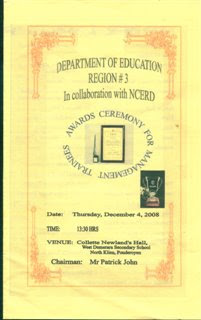 DEPARTMENT OF EDUCATION
REGION # 3
In collaboration with NCERD
AWARDS CEREMONY FOR MANAGEMENT TRAINEES
Date: Thursday, December 4, 2008
TIME: 13:30 HRS
VENUE: Collette Newland's Hall,
West Demerara Secondary School
North Klien, Pouderoyen
Chairman: Mr Patrick John